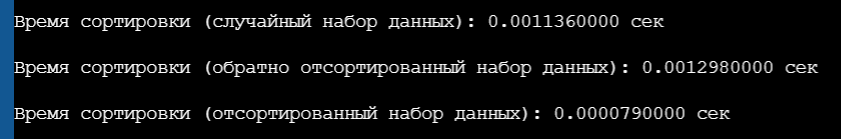 Время сортировки (случайный набор данных): 0.0011360000 сек
Время сортировки (обратно отсортированный набор данных): 0.0012980000 сек
Время сортировки (отсортированный набор данных): 0.0000790000 сек